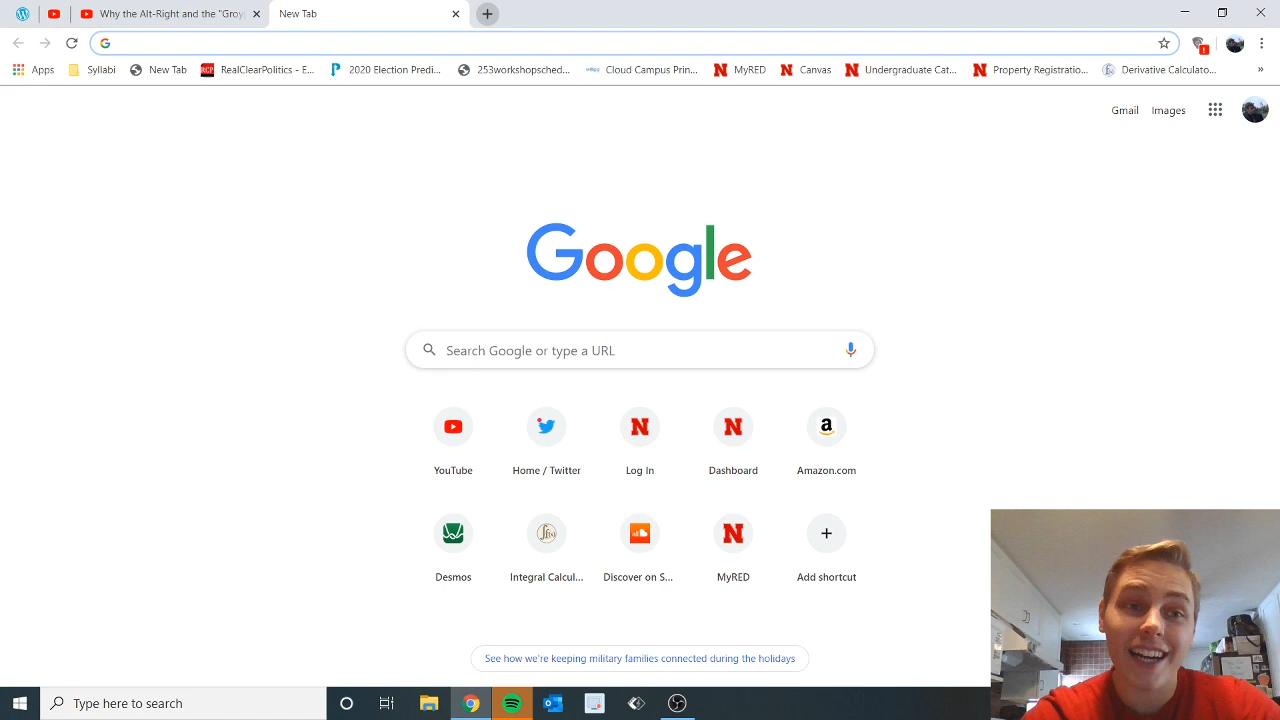 Why the Alt-Right and the "Groy
New Tab
Apps
Syllabi
New Tab
RCP
RealClearPolitics - E...
2020 Election Predi...
253workshopsched...
Cloud Campus Prin...
MyRED
Canvas
Undergraduate Cat...
Property Registratio...
Derivative Calculato...
»
Gmail
Images
Google
Search Google or type a URL
YouTube
Home / Twitter
Log In
Dashboard
Amazon.com
Desmos
Integral Calcul...
Discover on S...
MyRED
Add shortcut
See how we're keeping military families connected during the holidays
Type here to search